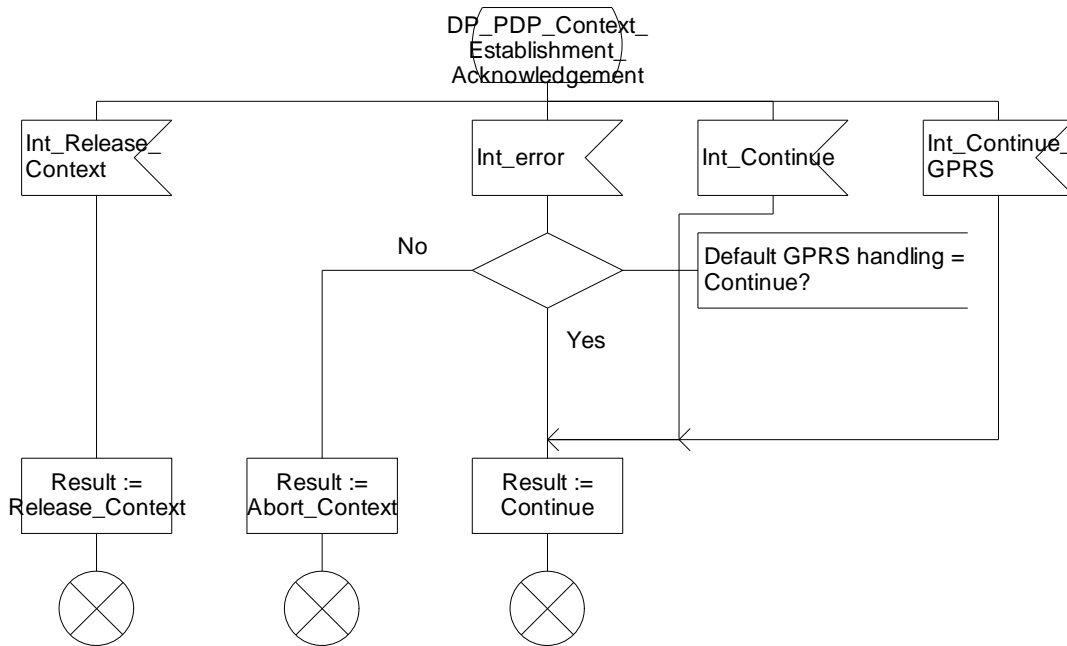 DP_PDP_Context_
Establishment_
Acknowledgement
Int_Release_
Context
Int_error
Int_Continue
Int_Continue_
GPRS
No
Default GPRS handling =
Continue?
Yes
Result :=
Release_Context
Result :=
Abort_Context
Result :=
Continue